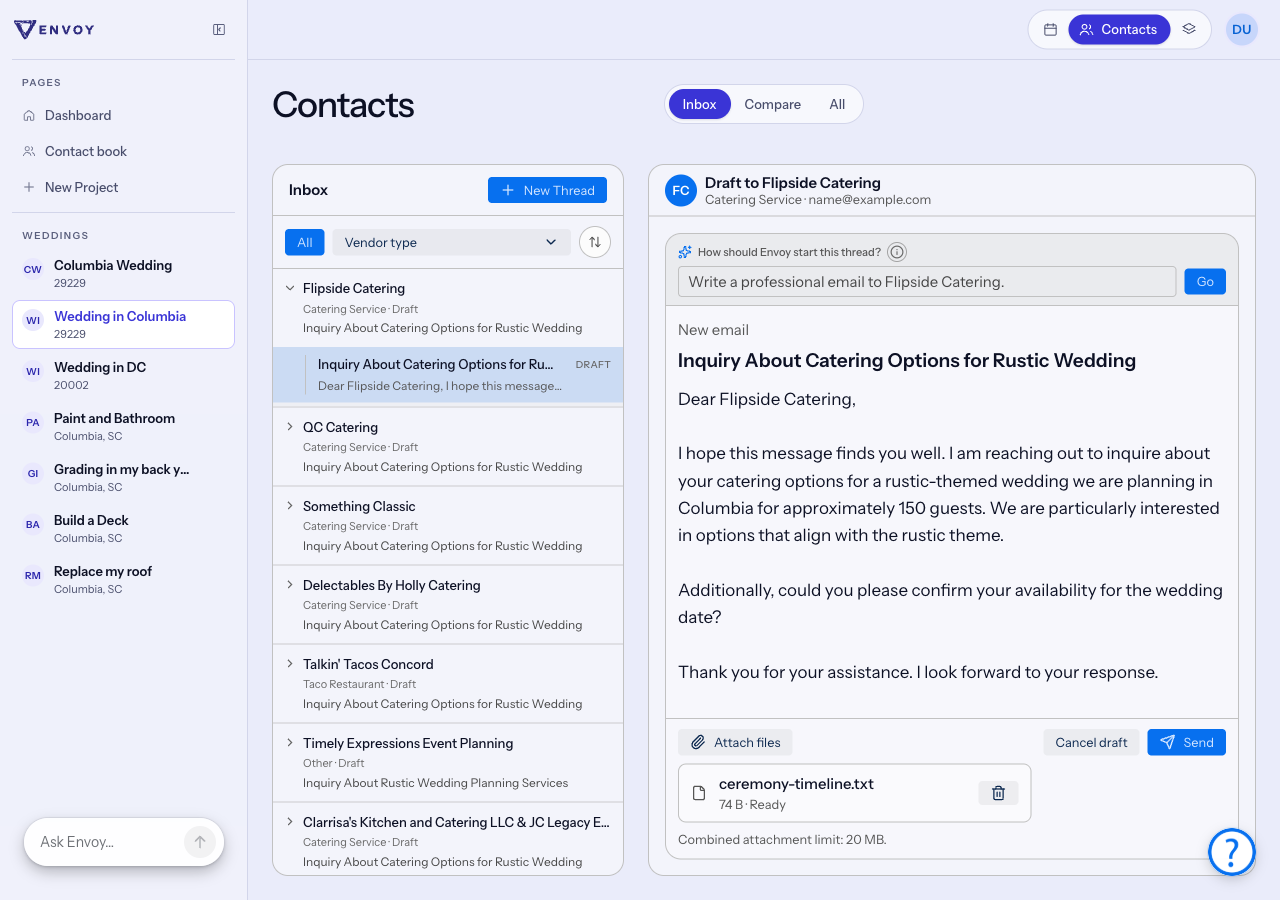 ENVOY
PAGES
Dashboard
Contact book
New Project
WEDDINGS
CW
Columbia Wedding
29229
WI
Wedding in Columbia
29229
WI
Wedding in DC
20002
PA
Paint and Bathroom
Columbia, SC
GI
Grading in my back y...
Columbia, SC
BA
Build a Deck
Columbia, SC
RM
Replace my roof
Columbia, SC
Ask Envoy...
Contacts
DU
Contacts
Inbox
Compare
All
Inbox
New Thread
All
Vendor type
Flipside Catering
Catering Service · Draft
Inquiry About Catering Options for Rustic Wedding
Inquiry About Catering Options for Ru...
DRAFT
Dear Flipside Catering, I hope this message...
QC Catering
Catering Service · Draft
Inquiry About Catering Options for Rustic Wedding
Something Classic
Catering Service · Draft
Inquiry About Catering Options for Rustic Wedding
Delectables By Holly Catering
Catering Service · Draft
Inquiry About Catering Options for Rustic Wedding
Talkin' Tacos Concord
Taco Restaurant · Draft
Inquiry About Catering Options for Rustic Wedding
Timely Expressions Event Planning
Other · Draft
Inquiry About Rustic Wedding Planning Services
Clarrisa's Kitchen and Catering LLC & JC Legacy E...
Catering Service · Draft
Inquiry About Catering Options for Rustic Wedding
FC
Draft to Flipside Catering
Catering Service · name@example.com
How should Envoy start this thread?
Write a professional email to Flipside Catering.
Go
New email
Inquiry About Catering Options for Rustic Wedding
Dear Flipside Catering,
I hope this message finds you well. I am reaching out to inquire about
your catering options for a rustic-themed wedding we are planning in
Columbia for approximately 150 guests. We are particularly interested
in options that align with the rustic theme.
Additionally, could you please confirm your availability for the wedding
date?
Thank you for your assistance. I look forward to your response.
Attach files
Cancel draft
Send
ceremony-timeline.txt
74 B · Ready
Combined attachment limit: 20 MB.
?